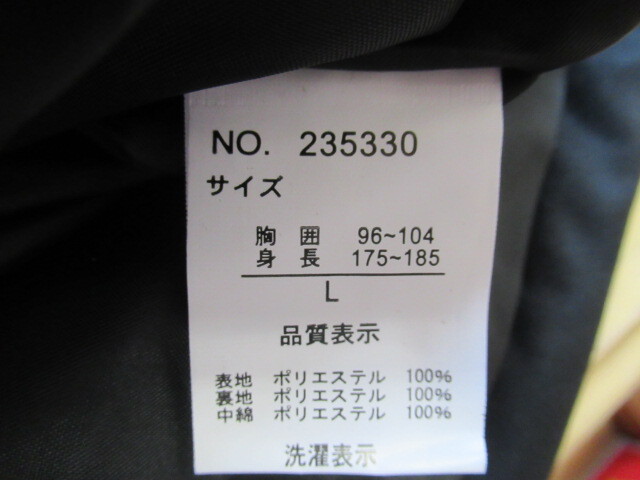 NO. 235330
サイズ
胸 囲 96~104
身 長 175~185
L
品質表示
表地 ポリエステル 100%
裏地 ポリエステル 100%
中綿 ポリエステル 100%
洗濯表示